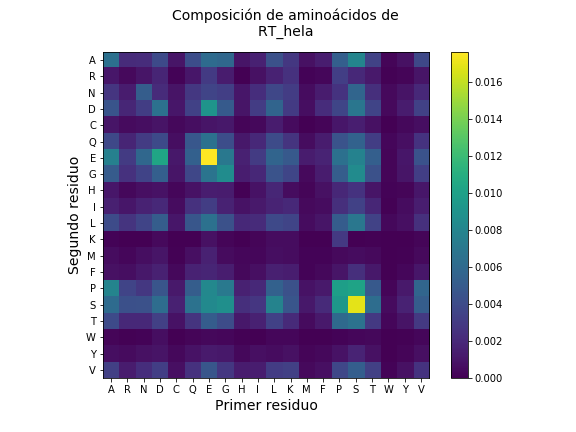 Composición de aminoácidos de
RT_hela
Segundo residuo
A
R
N
D
C
Q
E
G
H
I
L
K
M
F
P
S
T
W
Y
V
A R N D C Q E G H I L K M F P S T W Y V
Primer residuo
0.016
0.014
0.012
0.010
0.008
0.006
0.004
0.002
0.000